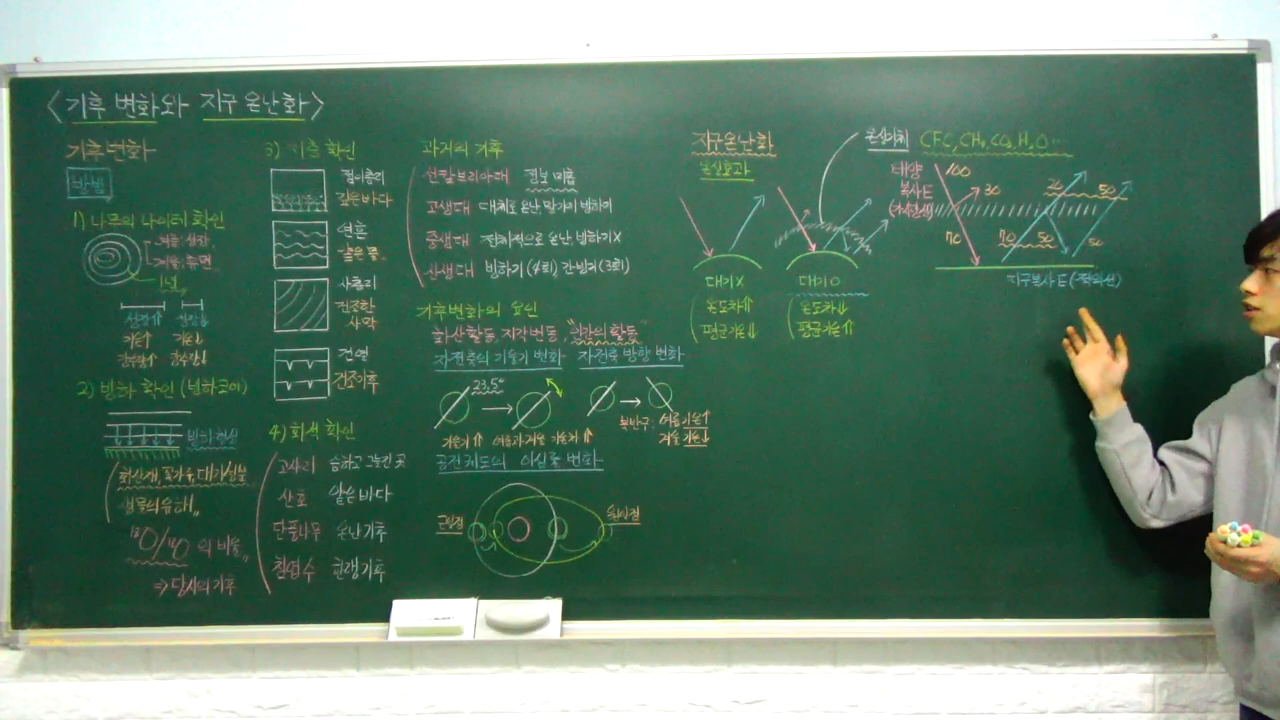 <기후 변화와 지구 온난화>
기후변화
방법
1) 나무의 나이테 확인
여름: 성장
겨울: 휴면
1년
성장⇑ 성장↓
기온↑ 기온↓
강수량↑ 강수량↓
2) 빙하 확인 (빙하코어)
빙하 형성
화산재, 꽃가루, 대기성분
생물의 유해
¹⁸O/¹⁶O 의 비율
⇒ 당시의 기후
3) 지층 확인
점이층리
깊은 바다
연흔
얕은 물
사층리
건조한
사막
건열
건조기후
4) 화석 확인
고사리 습하고 그늘진 곳
산호 얕은 바다
단풍나무 온난 기후
침엽수 한랭 기후
과거의 기후
선캄브리아대 정보 미흡
고생대 대체로 온난, 말기에 빙하기
중생대 전체적으로 온난, 빙하기 X
신생대 빙하기 (4회), 간빙기 (3회)
기후변화의 요인
화산활동, 지각변동, "인간의 활동"
자전축의 기울기 변화 자전축 방향 변화
23.5°
기울기⇑ 여름과 겨울 기온차⇑
북반구: 여름 기온↑
겨울 기온↓
공전궤도의 이심률 변화
근일점 원일점
지구온난화
온실효과
대기 X 대기 O
온도차⇑ 온도차⇓
평균기온⇓ 평균기온⇑
온실기체 CFC, CH₄, CO₂, H₂O…
태양 100
복사E 30 70 50
(가시광선)
70 70 50 50
지구복사 E (적외선)